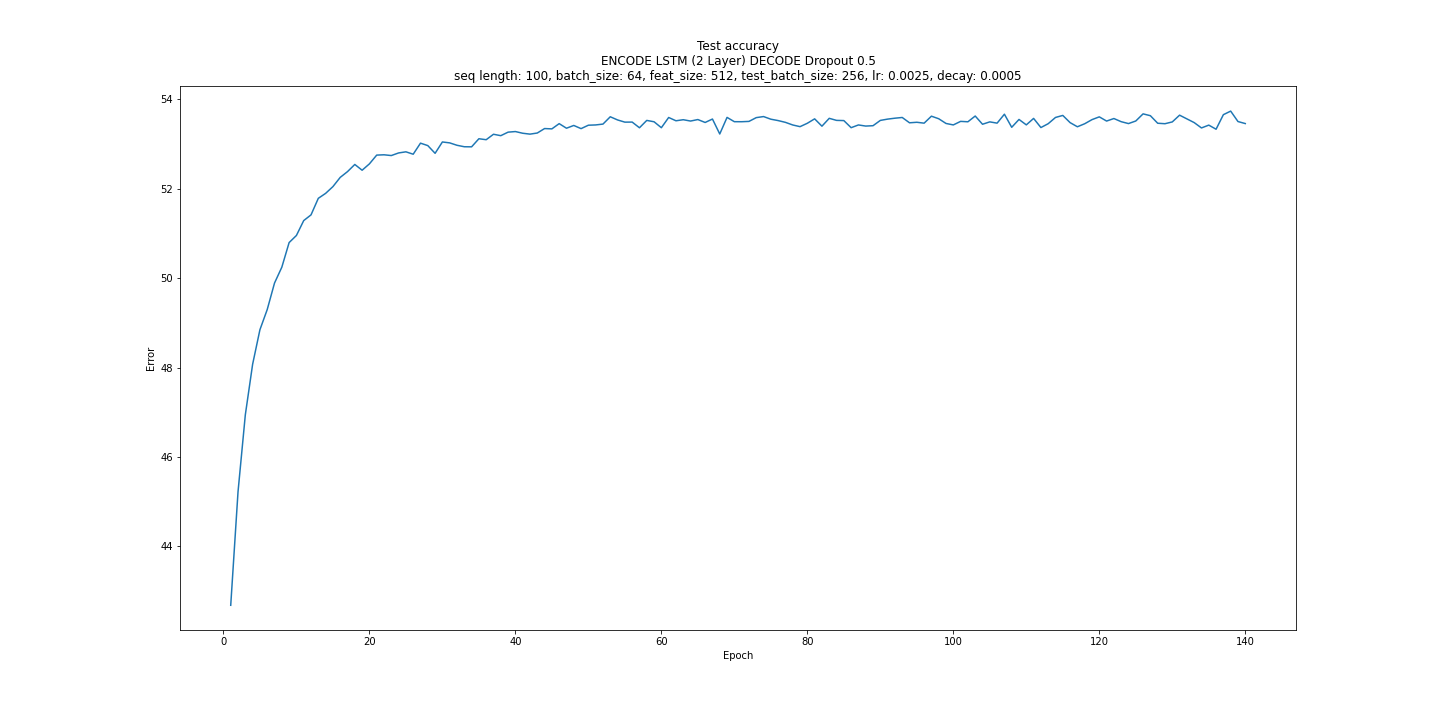 Test accuracy
ENCODE LSTM (2 Layer) DECODE Dropout 0.5
seq length: 100, batch_size: 64, feat_size: 512, test_batch_size: 256, lr: 0.0025, decay: 0.0005
54
52
50
48
46
44
Error
0 20 40 60 80 100 120 140
Epoch